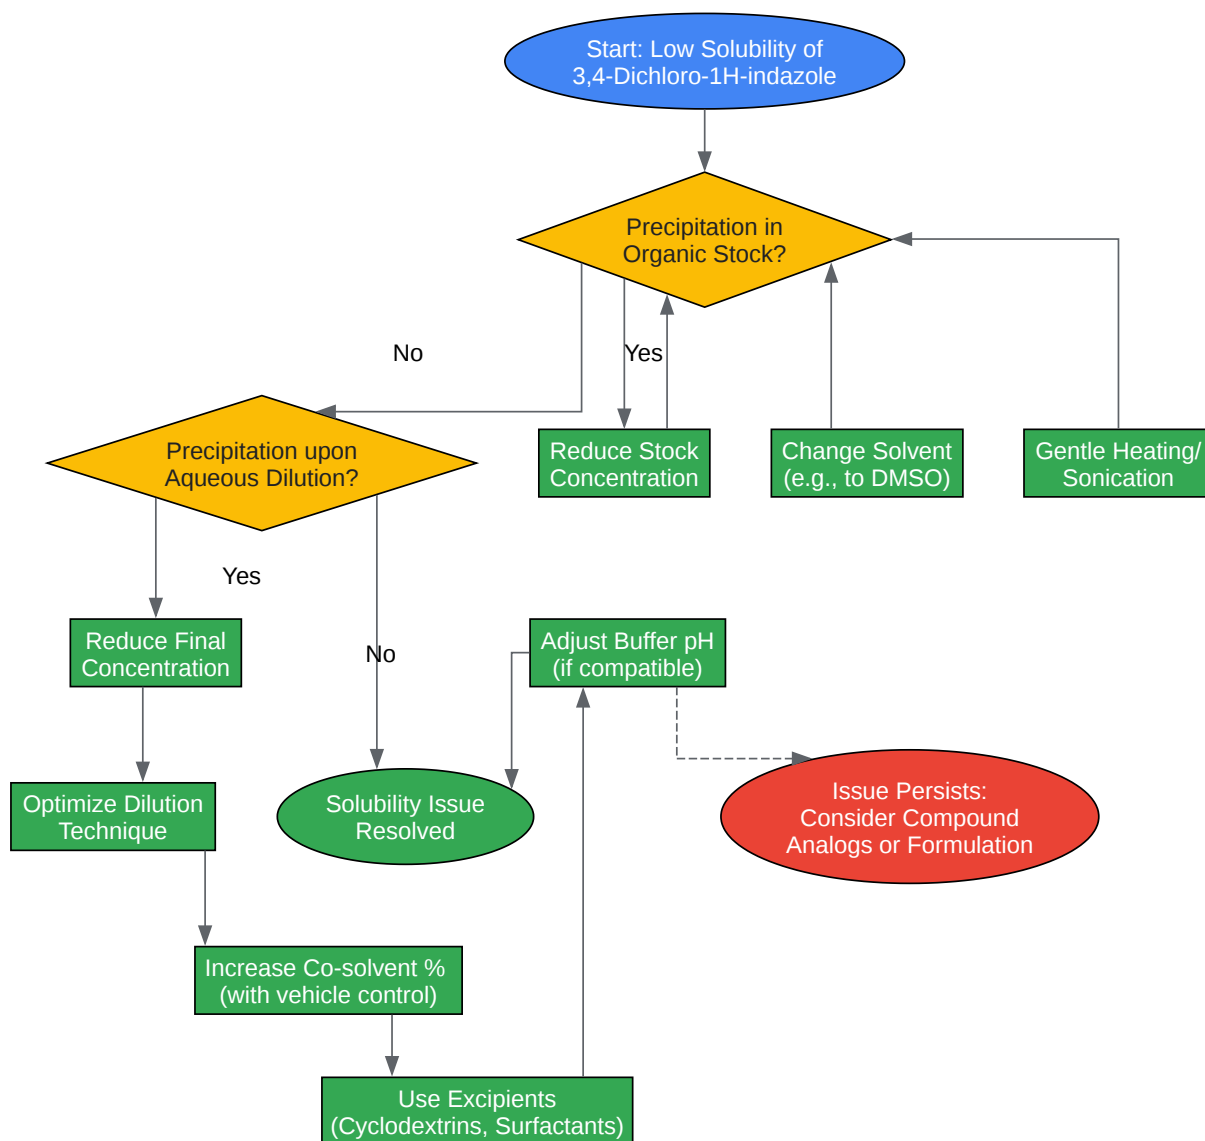 Start: Low Solubility of
3,4-Dichloro-1H-indazole
Precipitation in
Organic Stock?
No
Yes
Precipitation upon
Aqueous Dilution?
Reduce Stock
Concentration
Change Solvent
(e.g., to DMSO)
Gentle Heating/
Sonication
Yes
No
Reduce Final
Concentration
Adjust Buffer pH
(if compatible)
Optimize Dilution
Technique
Solubility Issue
Resolved
Issue Persists:
Consider Compound
Analogs or Formulation
Increase Co-solvent %
(with vehicle control)
Use Excipients
(Cyclodextrins, Surfactants)